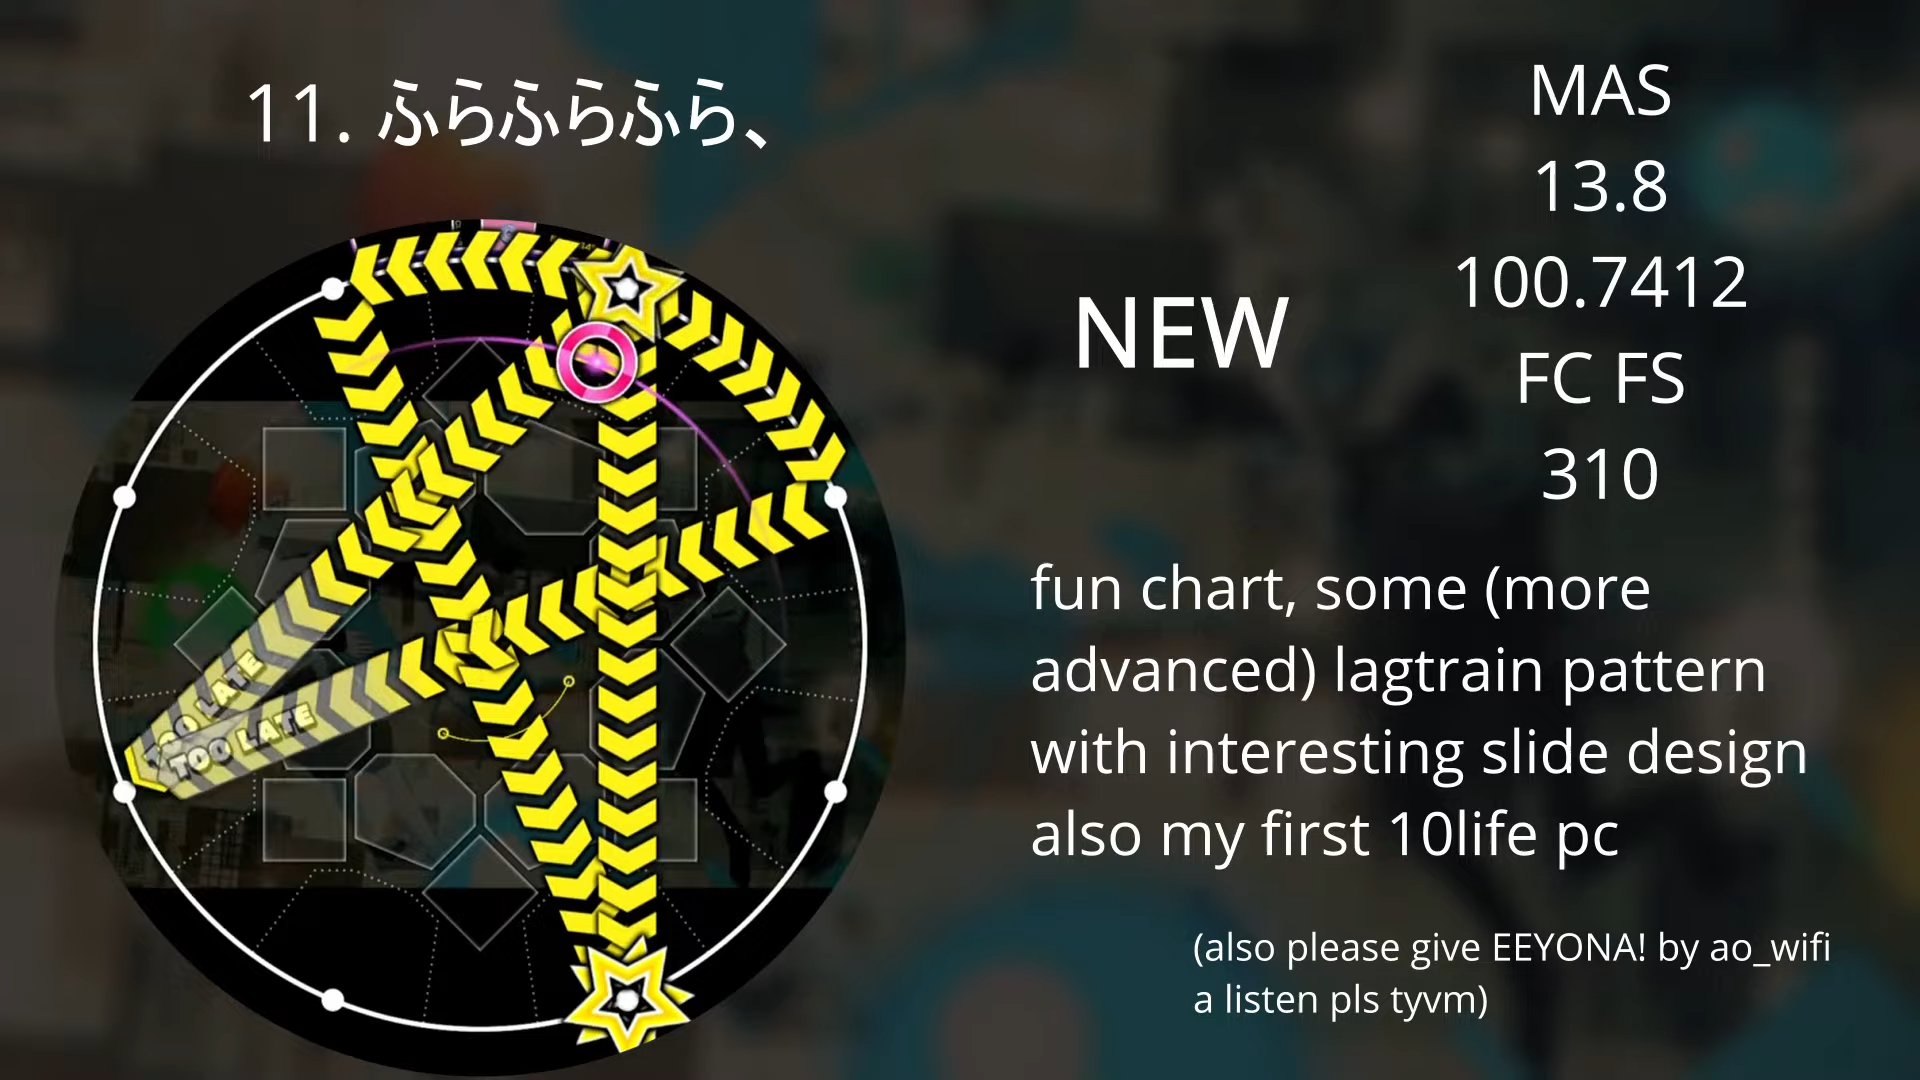 11. ふらふらふら、
MAS
13.8
100.7412
FC FS
310
NEW
fun chart, some (more
advanced) lagtrain pattern
with interesting slide design
also my first 10life pc
(also please give EEYONA! by ao_wifi
a listen pls tyvm)
TOO LATE
TOO LATE